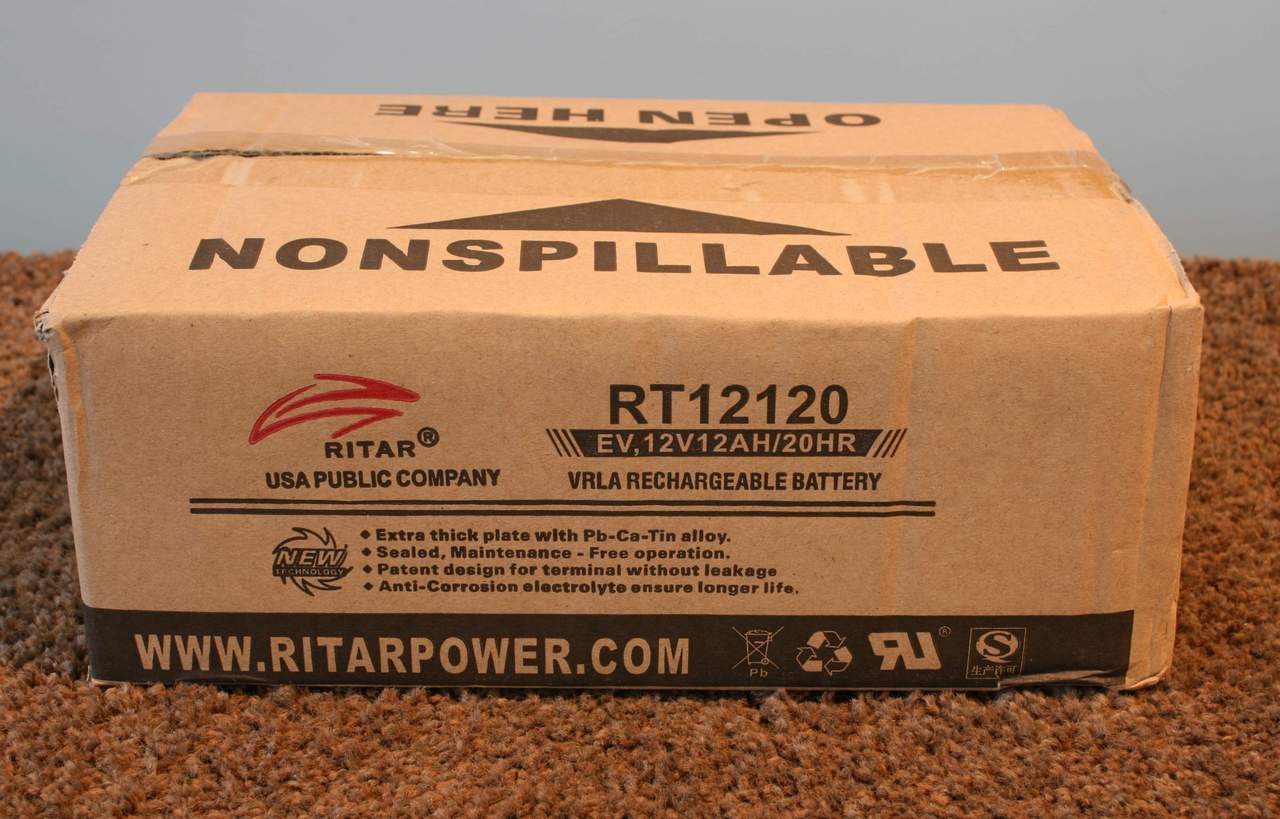 OPEN HERE
NONSPILLABLE
RITAR®
USA PUBLIC COMPANY
RT12120
EV,12V12AH/20HR
VRLA RECHARGEABLE BATTERY
NEW
TECHNOLOGY
Extra thick plate with Pb-Ca-Tin alloy.
Sealed, Maintenance - Free operation.
Patent design for terminal without leakage
Anti-Corrosion electrolyte ensure longer life.
WWW.RITARPOWER.COM
Pb
RU®
S
生产许可